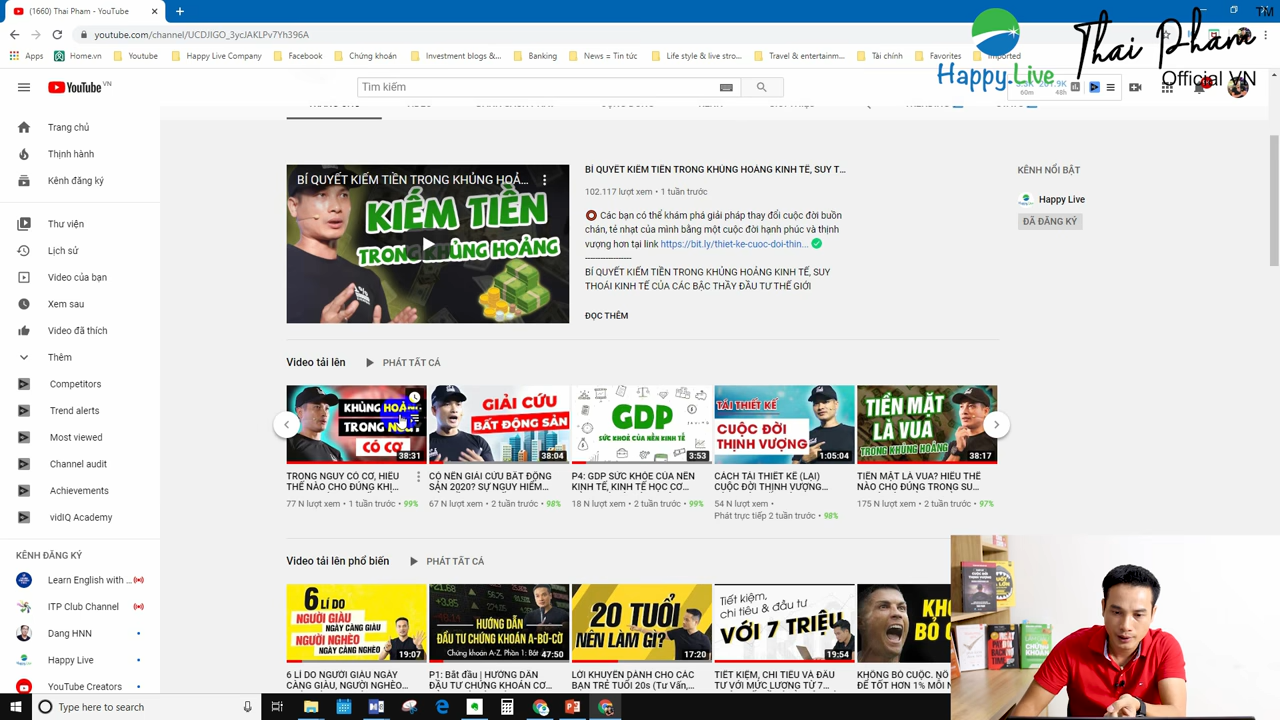 (1660) Thai Pham - YouTube
youtube.com/channel/UCDJIGO_3ycJAKLPv7Yh396A
Apps
Home.vn
Youtube
Happy Live Company
Facebook
Chứng khoán
Investment blogs &...
Banking
News = Tin tức
Life style & live stro...
Travel & entertainm...
Tài chính
Favorites
Imported
Happy.Live
Thai Pham
TM
Official VN
YouTube VN
Tìm kiếm
60m
48h
Trang chủ
Thịnh hành
Kênh đăng ký
Thư viện
Lịch sử
Video của bạn
Xem sau
Video đã thích
Thêm
Competitors
Trend alerts
Most viewed
Channel audit
Achievements
vidIQ Academy
KÊNH ĐĂNG KÝ
Learn English with ...
ITP Club Channel
Dang HNN
Happy Live
YouTube Creators
BÍ QUYẾT KIẾM TIỀN TRONG KHỦNG HOẢ...
KIẾM TIỀN
TRONG KHỦNG HOẢNG
BÍ QUYẾT KIẾM TIỀN TRONG KHỦNG HOẢNG KINH TẾ, SUY T...
102.117 lượt xem • 1 tuần trước
Các bạn có thể khám phá giải pháp thay đổi cuộc đời buồn
chán, tẻ nhạt của mình bằng một cuộc đời hạnh phúc và thịnh
vượng hơn tại link https://bit.ly/thiet-ke-cuoc-doi-thin...
-----------------
BÍ QUYẾT KIẾM TIỀN TRONG KHỦNG HOẢNG KINH TẾ, SUY
THOÁI KINH TẾ CỦA CÁC BẬC THẦY ĐẦU TƯ THẾ GIỚI
ĐỌC THÊM
KÊNH NỔI BẬT
Happy Live
ĐÃ ĐĂNG KÝ
Video tải lên
PHÁT TẤT CẢ
KHỦNG HOẢNG
TRONG NGUY
CÓ CƠ
38:31
TRONG NGUY CÓ CƠ, HIỂU
THẾ NÀO CHO ĐÚNG KHI...
77 N lượt xem • 1 tuần trước • 99%
GIẢI CỨU
BẤT ĐỘNG SẢN
38:04
CÓ NÊN GIẢI CỨU BẤT ĐỘNG
SẢN 2020? SỰ NGUY HIỂM...
67 N lượt xem • 2 tuần trước • 98%
GDP
SỨC KHỎE CỦA NỀN KINH TẾ
3:53
P4: GDP SỨC KHỎE CỦA NỀN
KINH TẾ, KINH TẾ HỌC CƠ...
18 N lượt xem • 2 tuần trước • 99%
TÁI THIẾT KẾ
CUỘC ĐỜI
THỊNH VƯỢNG
1:05:04
CÁCH TÁI THIẾT KẾ (LẠI)
CUỘC ĐỜI THỊNH VƯỢNG...
54 N lượt xem •
Phát trực tiếp 2 tuần trước • 98%
TIỀN MẶT
LÀ VUA
TRONG KHỦNG HOẢNG
38:17
TIỀN MẶT LÀ VUA? HIỂU THẾ
NÀO CHO ĐÚNG TRONG SU...
175 N lượt xem • 2 tuần trước • 97%
Video tải lên phổ biến
PHÁT TẤT CẢ
6 LÍ DO
NGƯỜI GIÀU
NGÀY CÀNG GIÀU
NGƯỜI NGHÈO
NGÀY CÀNG NGHÈO
19:07
6 LÍ DO NGƯỜI GIÀU NGÀY
CÀNG GIÀU, NGƯỜI NGHÈO...
HƯỚNG DẪN
ĐẦU TƯ CHỨNG KHOÁN A-BỜ-CỜ
Chứng khoán A-Z. Phần 1: Bắt
47:50
P1: Bắt đầu | HƯỚNG DẪN
ĐẦU TƯ CHỨNG KHOÁN CƠ...
20 TUỔI
NÊN LÀM GÌ?
17:20
LỜI KHUYÊN DÀNH CHO CÁC
BẠN TRẺ TUỔI 20s (Tư Vấn,...
Tiết kiệm,
chi tiêu & đầu tư
VỚI 7 TRIỆU
19:54
TIẾT KIỆM, CHI TIÊU VÀ ĐẦU
TƯ VỚI MỨC LƯƠNG TỪ 7...
KHÔNG BỎ CUỘC. NÓ
ĐỂ TỐT HƠN 1% MỖI N
Type here to search